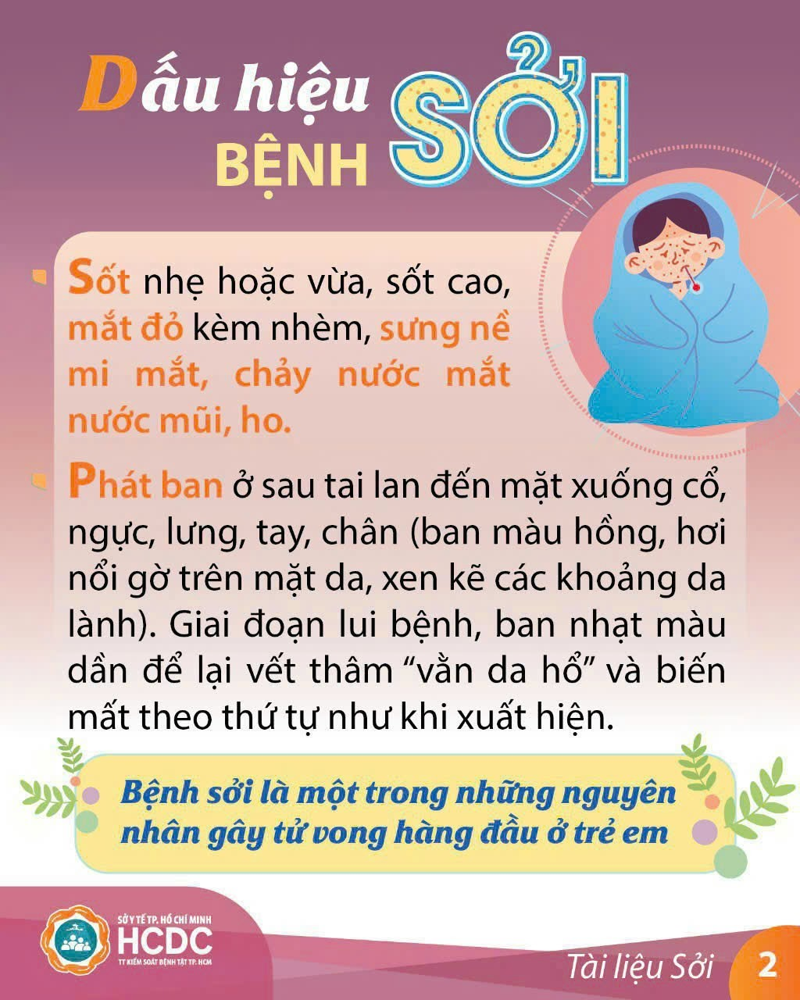 Dấu hiệu
BỆNH SỞI
Sốt nhẹ hoặc vừa, sốt cao,
mắt đỏ kèm nhèm, sưng nề
mi mắt, chảy nước mắt
nước mũi, ho.
Phát ban ở sau tai lan đến mặt xuống cổ,
ngực, lưng, tay, chân (ban màu hồng, hơi
nổi gờ trên mặt da, xen kẽ các khoảng da
lành). Giai đoạn lui bệnh, ban nhạt màu
dần để lại vết thâm “vằn da hổ” và biến
mất theo thứ tự như khi xuất hiện.
Bệnh sởi là một trong những nguyên
nhân gây tử vong hàng đầu ở trẻ em
SỞ Y TẾ TP. HỒ CHÍ MINH
HCDC
TT KIỂM SOÁT BỆNH TẬT TP. HCM
Tài liệu Sởi 2